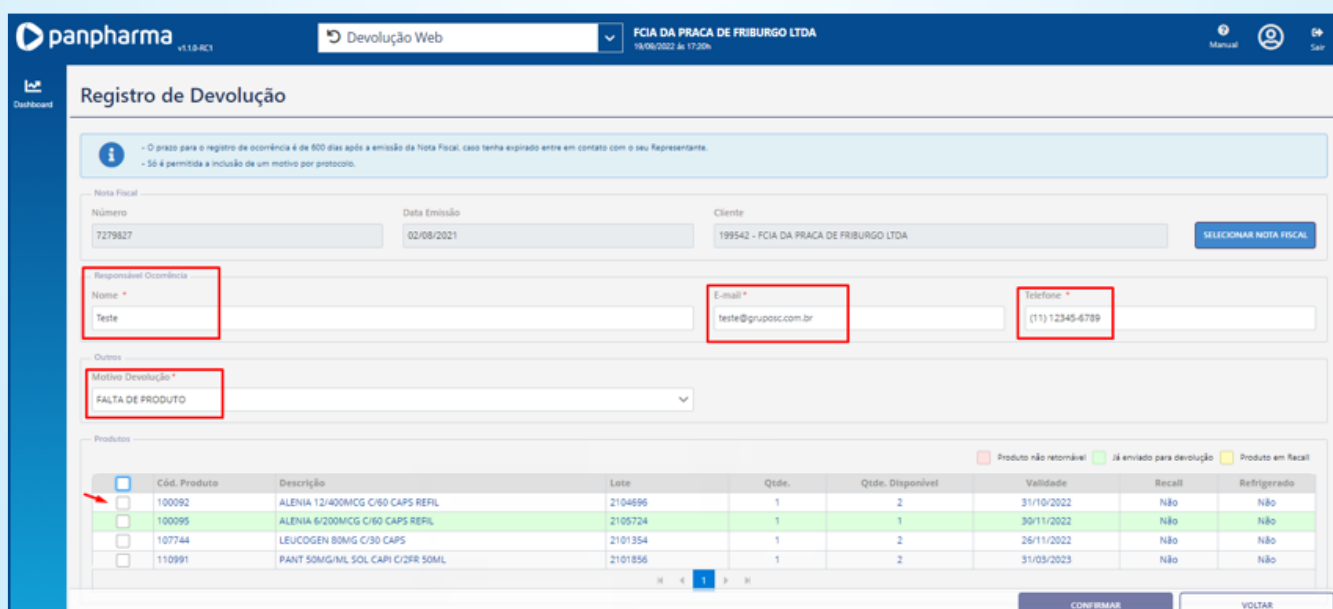 panpharma v1.1.0-RC1
Devolução Web
FCIA DA PRACA DE FRIBURGO LTDA
19/08/2022 às 17:20h
Manual
Sair
Dashboard
Registro de Devolução
- O prazo para o registro de ocorrência é de 600 dias após a emissão da Nota Fiscal, caso tenha expirado entre em contato com o seu Representante.
- Só é permitida a inclusão de um motivo por protocolo.
Nota Fiscal
Número Data Emissão Cliente
7279827 02/08/2021 199542 - FCIA DA PRACA DE FRIBURGO LTDA SELECIONAR NOTA FISCAL
Responsável Ocorrência
Nome * E-mail * Telefone *
Teste teste@gruposc.com.br (11) 12345-6789
Outros
Motivo Devolução *
FALTA DE PRODUTO
Produtos
Produto não retornável Já enviado para devolução Produto em Recall
Cód. Produto Descrição Lote Qtde. Qtde. Disponível Validade Recall Refrigerado
100092 ALENIA 12/400MCG C/60 CAPS REFIL 2104696 1 2 31/10/2022 Não Não
100095 ALENIA 6/200MCG C/60 CAPS REFIL 2105724 1 1 30/11/2022 Não Não
107744 LEUCOGEN 80MG C/30 CAPS 2101354 1 2 26/11/2022 Não Não
110991 PANT 50MG/ML SOL CAPI C/2FR 50ML 2101856 1 2 31/03/2023 Não Não
1
CONFIRMAR VOLTAR